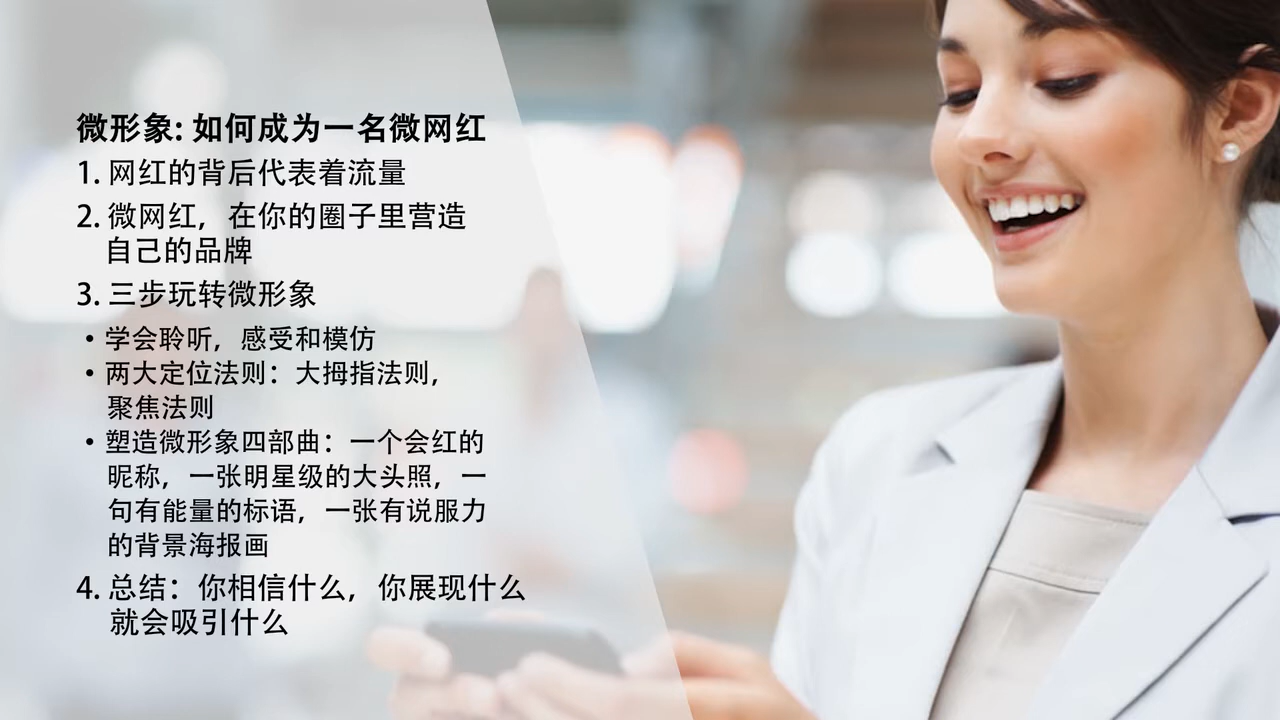 微形象: 如何成为一名微网红
1. 网红的背后代表着流量
2. 微网红，在你的圈子里营造
自己的品牌
3. 三步玩转微形象
• 学会聆听，感受和模仿
• 两大定位法则：大拇指法则，
聚焦法则
• 塑造微形象四部曲：一个会红的
昵称，一张明星级的大头照，一
句有能量的标语，一张有说服力
的背景海报画
4. 总结：你相信什么，你展现什么
就会吸引什么